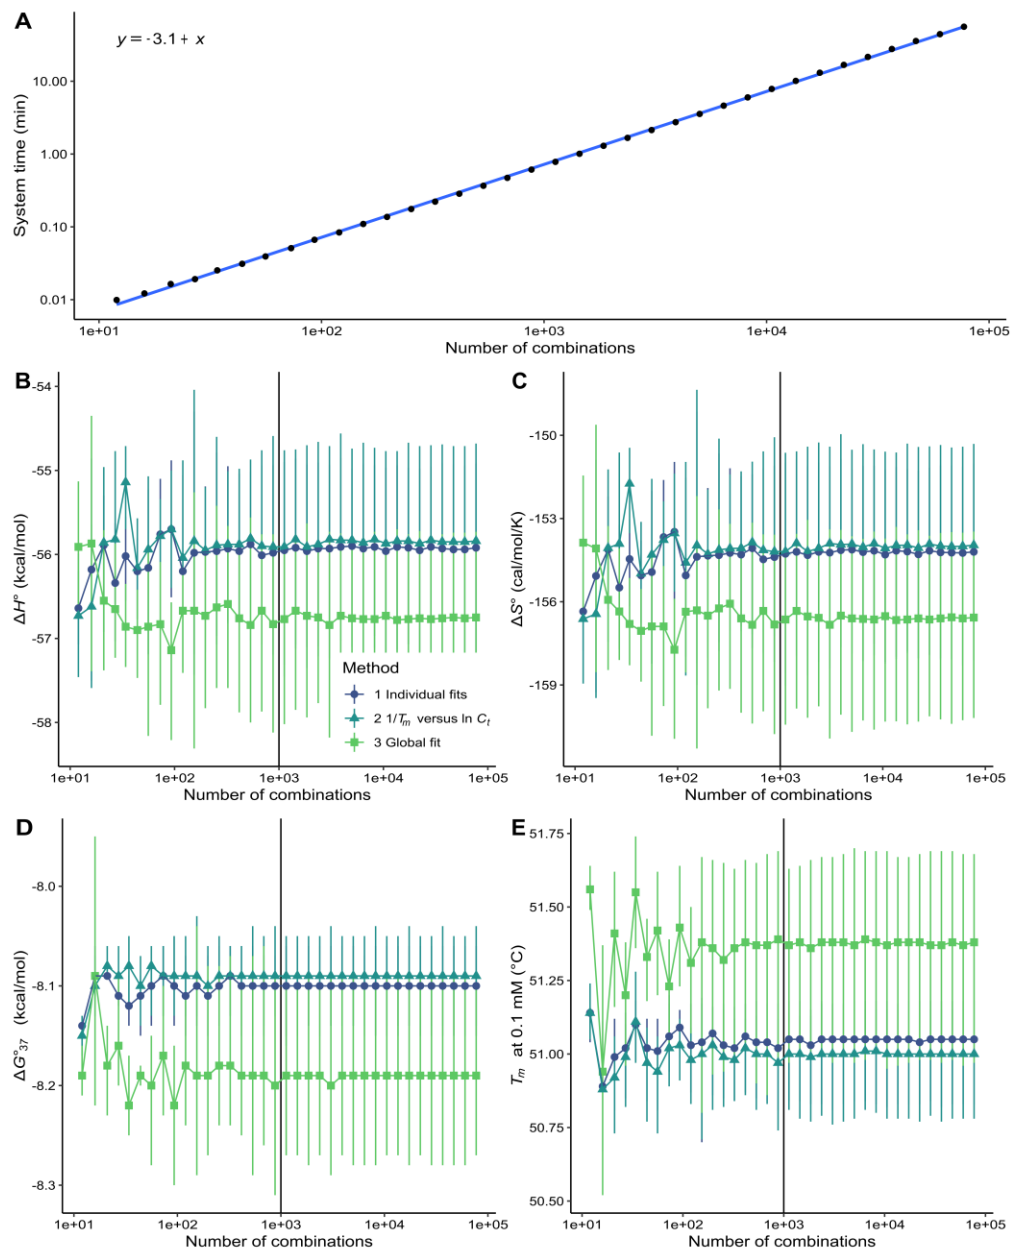 A
y = -3.1 + x
System time (min)
10.00
1.00
0.10
0.01
1e+01 1e+02 1e+03 1e+04 1e+05
Number of combinations
B
ΔH° (kcal/mol)
-54
-55
-56
-57
-58
Method
1 Individual fits
2 1/Tm versus ln Ct
3 Global fit
1e+01 1e+02 1e+03 1e+04 1e+05
Number of combinations
C
ΔS° (cal/mol/K)
-150
-153
-156
-159
1e+01 1e+02 1e+03 1e+04 1e+05
Number of combinations
D
ΔG°37 (kcal/mol)
-8.0
-8.1
-8.2
-8.3
1e+01 1e+02 1e+03 1e+04 1e+05
Number of combinations
E
Tm at 0.1 mM (°C)
51.75
51.50
51.25
51.00
50.75
50.50
1e+01 1e+02 1e+03 1e+04 1e+05
Number of combinations